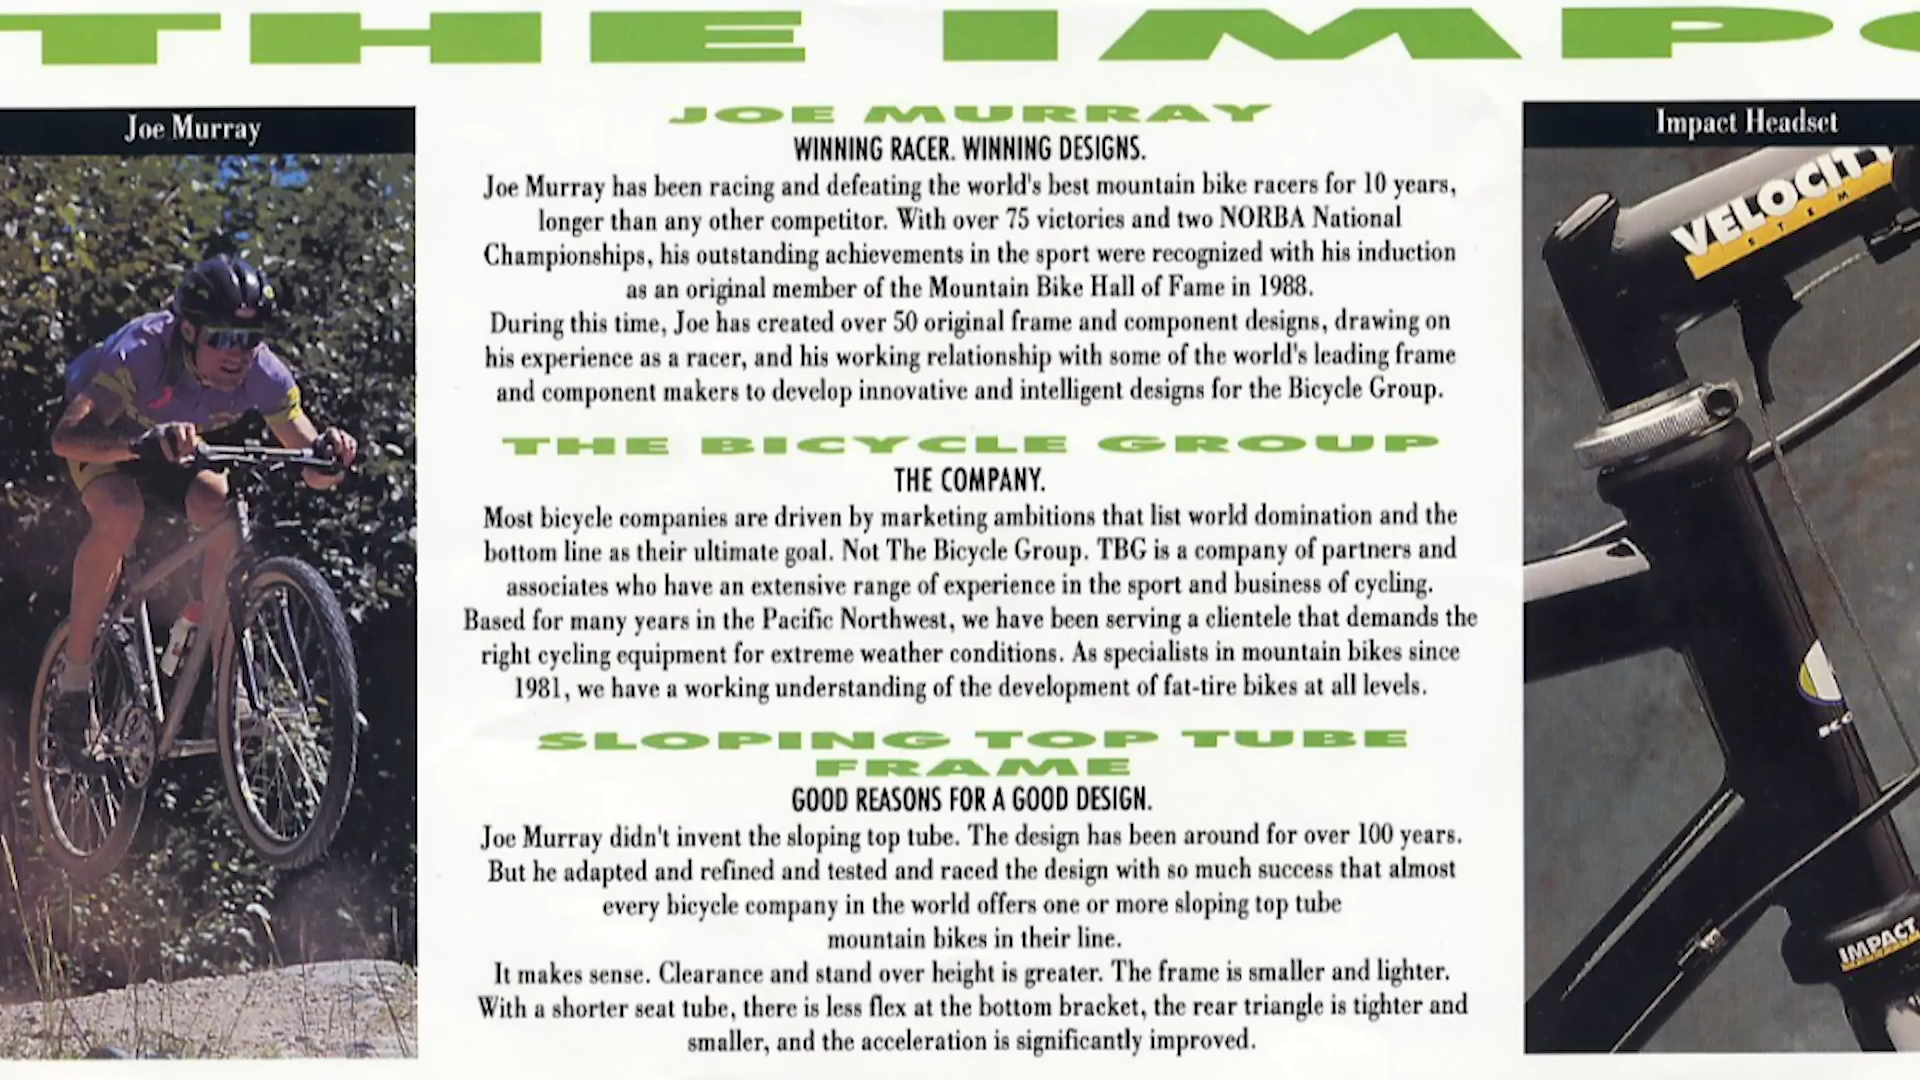 THE IMP
Joe Murray
JOE MURRAY
WINNING RACER. WINNING DESIGNS.
Joe Murray has been racing and defeating the world's best mountain bike racers for 10 years,
longer than any other competitor. With over 75 victories and two NORBA National
Championships, his outstanding achievements in the sport were recognized with his induction
as an original member of the Mountain Bike Hall of Fame in 1988.
During this time, Joe has created over 50 original frame and component designs, drawing on
his experience as a racer, and his working relationship with some of the world's leading frame
and component makers to develop innovative and intelligent designs for the Bicycle Group.
THE BICYCLE GROUP
THE COMPANY.
Most bicycle companies are driven by marketing ambitions that list world domination and the
bottom line as their ultimate goal. Not The Bicycle Group. TBG is a company of partners and
associates who have an extensive range of experience in the sport and business of cycling.
Based for many years in the Pacific Northwest, we have been serving a clientele that demands the
right cycling equipment for extreme weather conditions. As specialists in mountain bikes since
1981, we have a working understanding of the development of fat-tire bikes at all levels.
SLOPING TOP TUBE
FRAME
GOOD REASONS FOR A GOOD DESIGN.
Joe Murray didn't invent the sloping top tube. The design has been around for over 100 years.
But he adapted and refined and tested and raced the design with so much success that almost
every bicycle company in the world offers one or more sloping top tube
mountain bikes in their line.
It makes sense. Clearance and stand over height is greater. The frame is smaller and lighter.
With a shorter seat tube, there is less flex at the bottom bracket, the rear triangle is tighter and
smaller, and the acceleration is significantly improved.
Impact Headset
VELOCITY
STEM
IMPACT